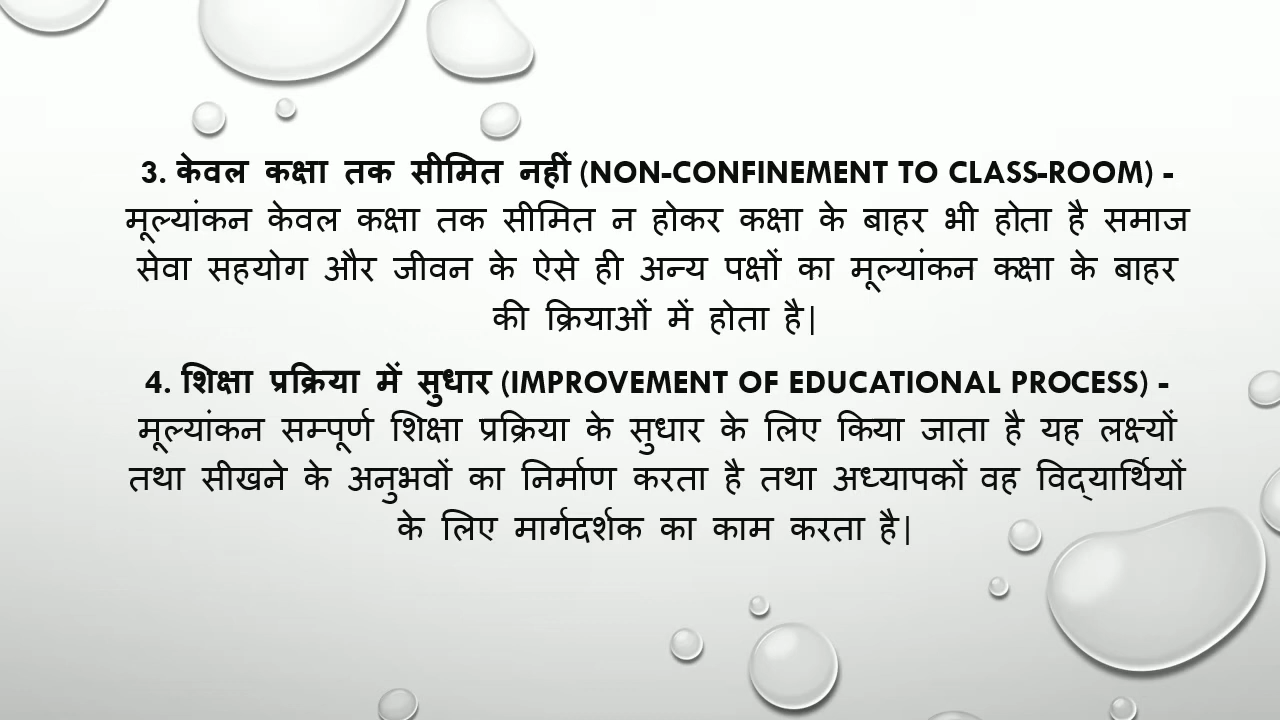 3. केवल कक्षा तक सीमित नहीं (NON-CONFINEMENT TO CLASS-ROOM) -
मूल्यांकन केवल कक्षा तक सीमित न होकर कक्षा के बाहर भी होता है समाज
सेवा सहयोग और जीवन के ऐसे ही अन्य पक्षों का मूल्यांकन कक्षा के बाहर
की क्रियाओं में होता है|
4. शिक्षा प्रक्रिया में सुधार (IMPROVEMENT OF EDUCATIONAL PROCESS) -
मूल्यांकन सम्पूर्ण शिक्षा प्रक्रिया के सुधार के लिए किया जाता है यह लक्ष्यों
तथा सीखने के अनुभवों का निर्माण करता है तथा अध्यापकों वह विद्यार्थियों
के लिए मार्गदर्शक का काम करता है|